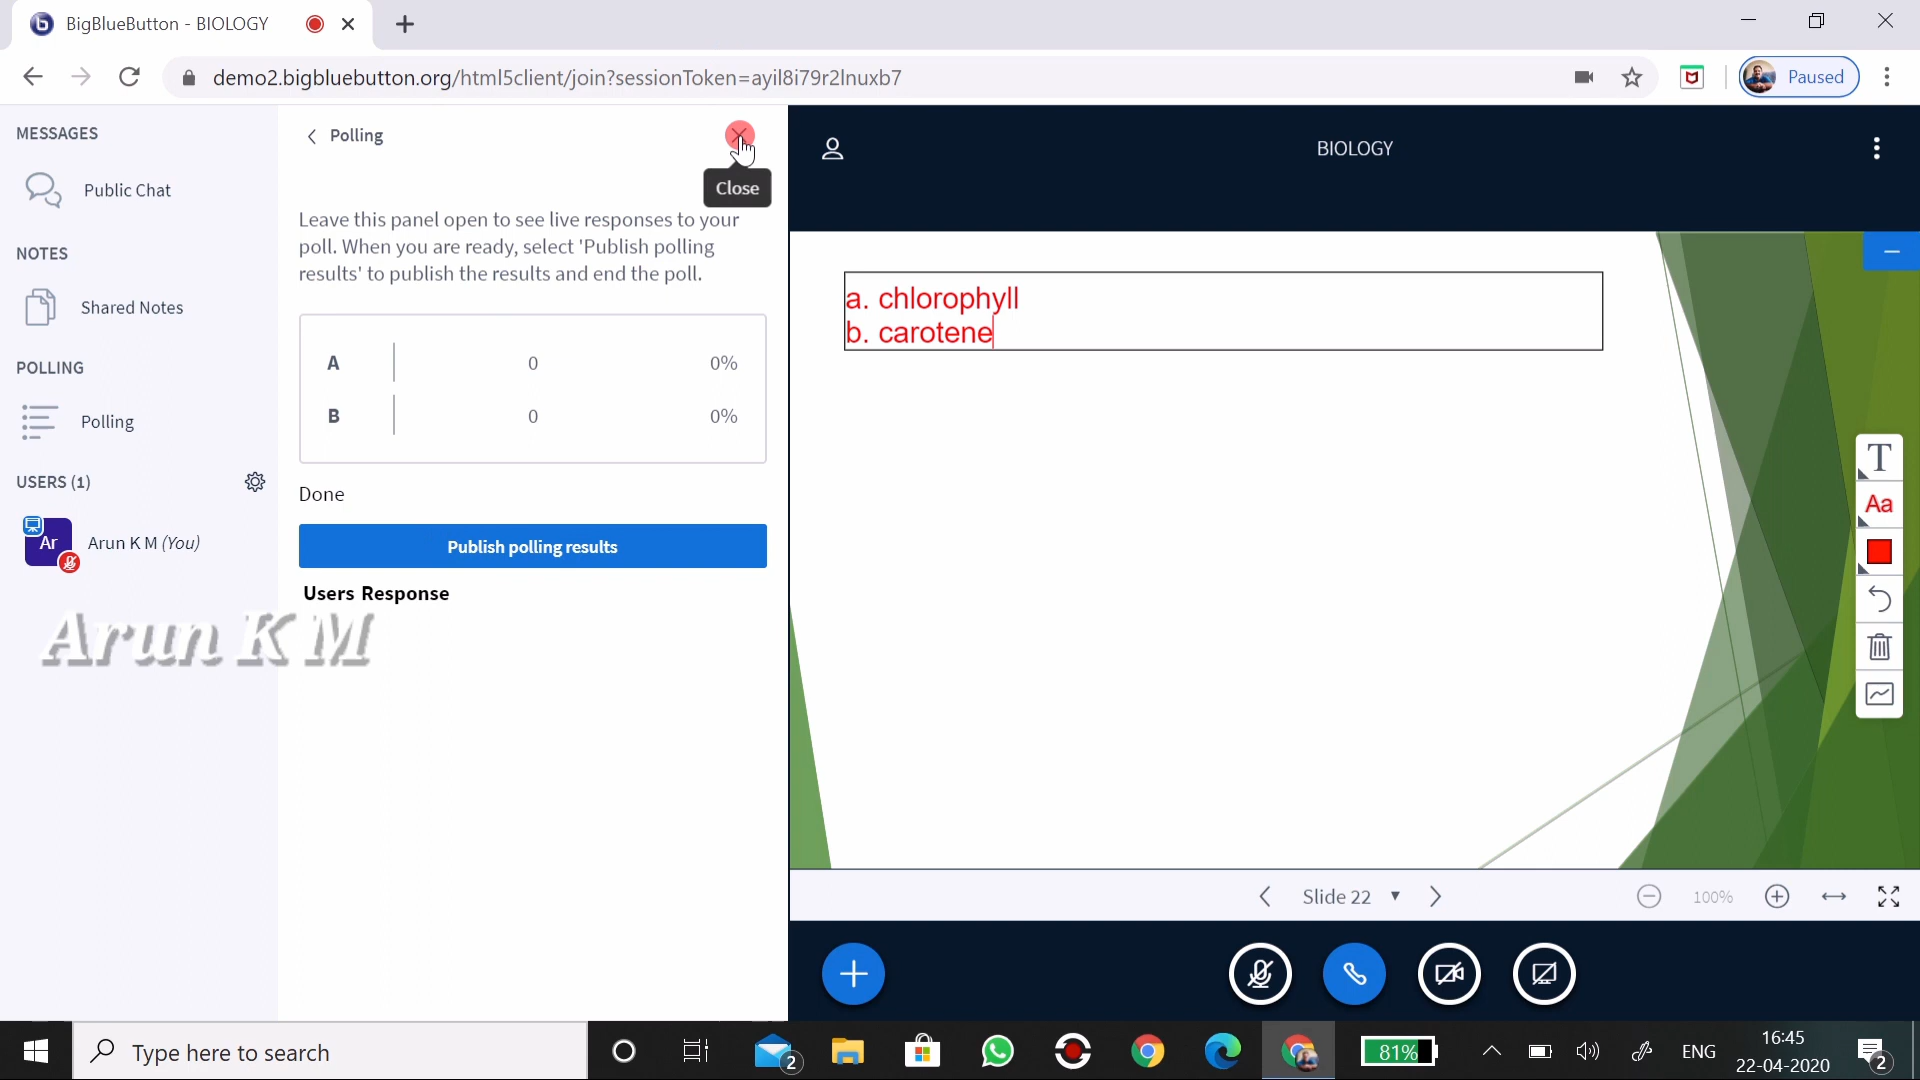 BigBlueButton - BIOLOGY
demo2.bigbluebutton.org/html5client/join?sessionToken=ayil8i79r2lnuxb7
Paused
MESSAGES
Public Chat
NOTES
Shared Notes
POLLING
Polling
USERS (1)
Ar
Arun K M (You)
Arun K M
Polling
Close
Leave this panel open to see live responses to your
poll. When you are ready, select 'Publish polling
results' to publish the results and end the poll.
A 0 0%
B 0 0%
Done
Publish polling results
Users Response
BIOLOGY
a. chlorophyll
b. carotene
T
Aa
Slide 22
100%
Type here to search
2
81%
ENG
16:45
22-04-2020
2